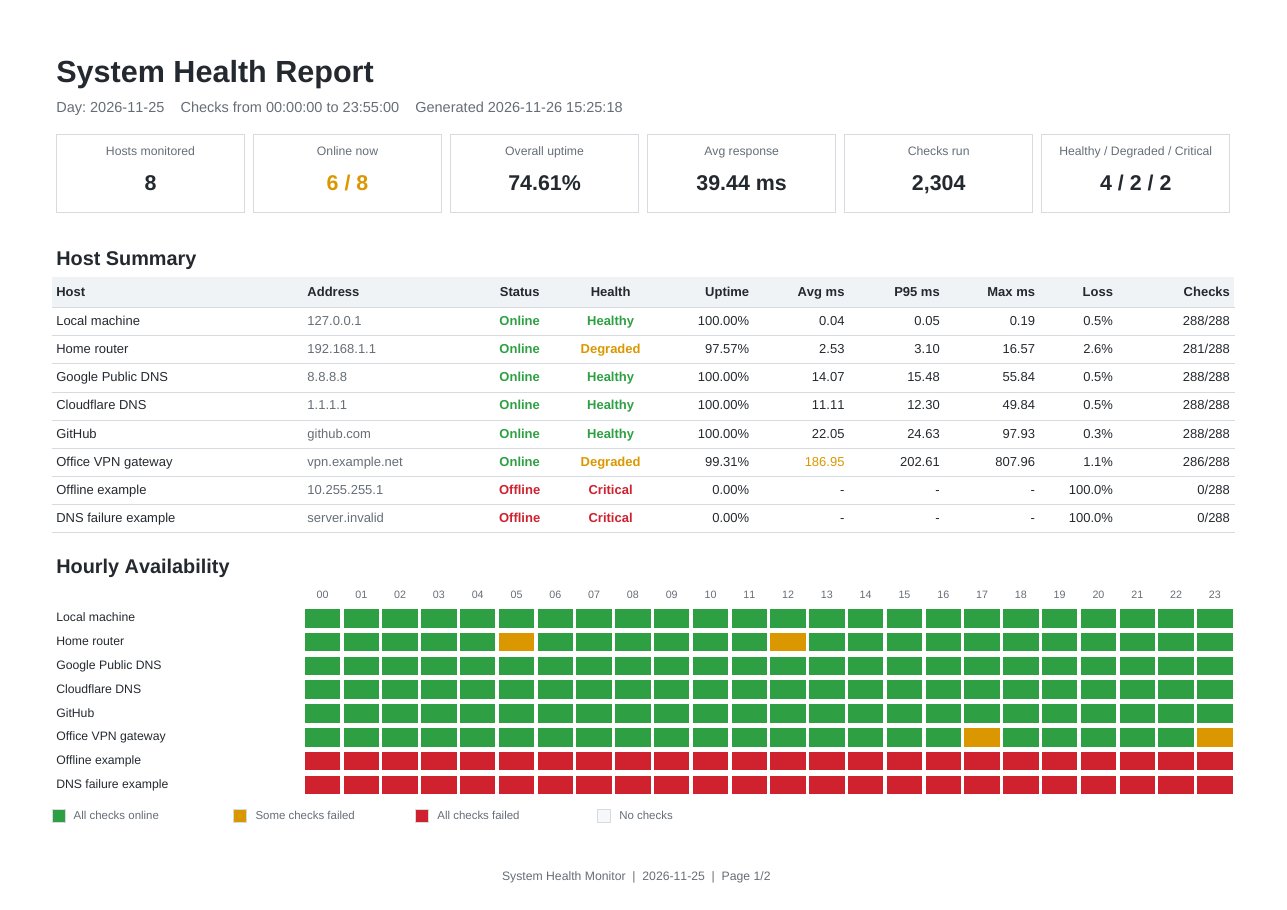 System Health Report
Day: 2026-11-25 Checks from 00:00:00 to 23:55:00 Generated 2026-11-26 15:25:18
Hosts monitored Online now Overall uptime Avg response Checks run Healthy / Degraded / Critical
8 6 / 8 74.61% 39.44 ms 2,304 4 / 2 / 2
Host Summary
Host Address Status Health Uptime Avg ms P95 ms Max ms Loss Checks
Local machine 127.0.0.1 Online Healthy 100.00% 0.04 0.05 0.19 0.5% 288/288
Home router 192.168.1.1 Online Degraded 97.57% 2.53 3.10 16.57 2.6% 281/288
Google Public DNS 8.8.8.8 Online Healthy 100.00% 14.07 15.48 55.84 0.5% 288/288
Cloudflare DNS 1.1.1.1 Online Healthy 100.00% 11.11 12.30 49.84 0.5% 288/288
GitHub github.com Online Healthy 100.00% 22.05 24.63 97.93 0.3% 288/288
Office VPN gateway vpn.example.net Online Degraded 99.31% 186.95 202.61 807.96 1.1% 286/288
Offline example 10.255.255.1 Offline Critical 0.00% - - - 100.0% 0/288
DNS failure example server.invalid Offline Critical 0.00% - - - 100.0% 0/288
Hourly Availability
00 01 02 03 04 05 06 07 08 09 10 11 12 13 14 15 16 17 18 19 20 21 22 23
Local machine
Home router
Google Public DNS
Cloudflare DNS
GitHub
Office VPN gateway
Offline example
DNS failure example
All checks online Some checks failed All checks failed No checks
System Health Monitor | 2026-11-25 | Page 1/2